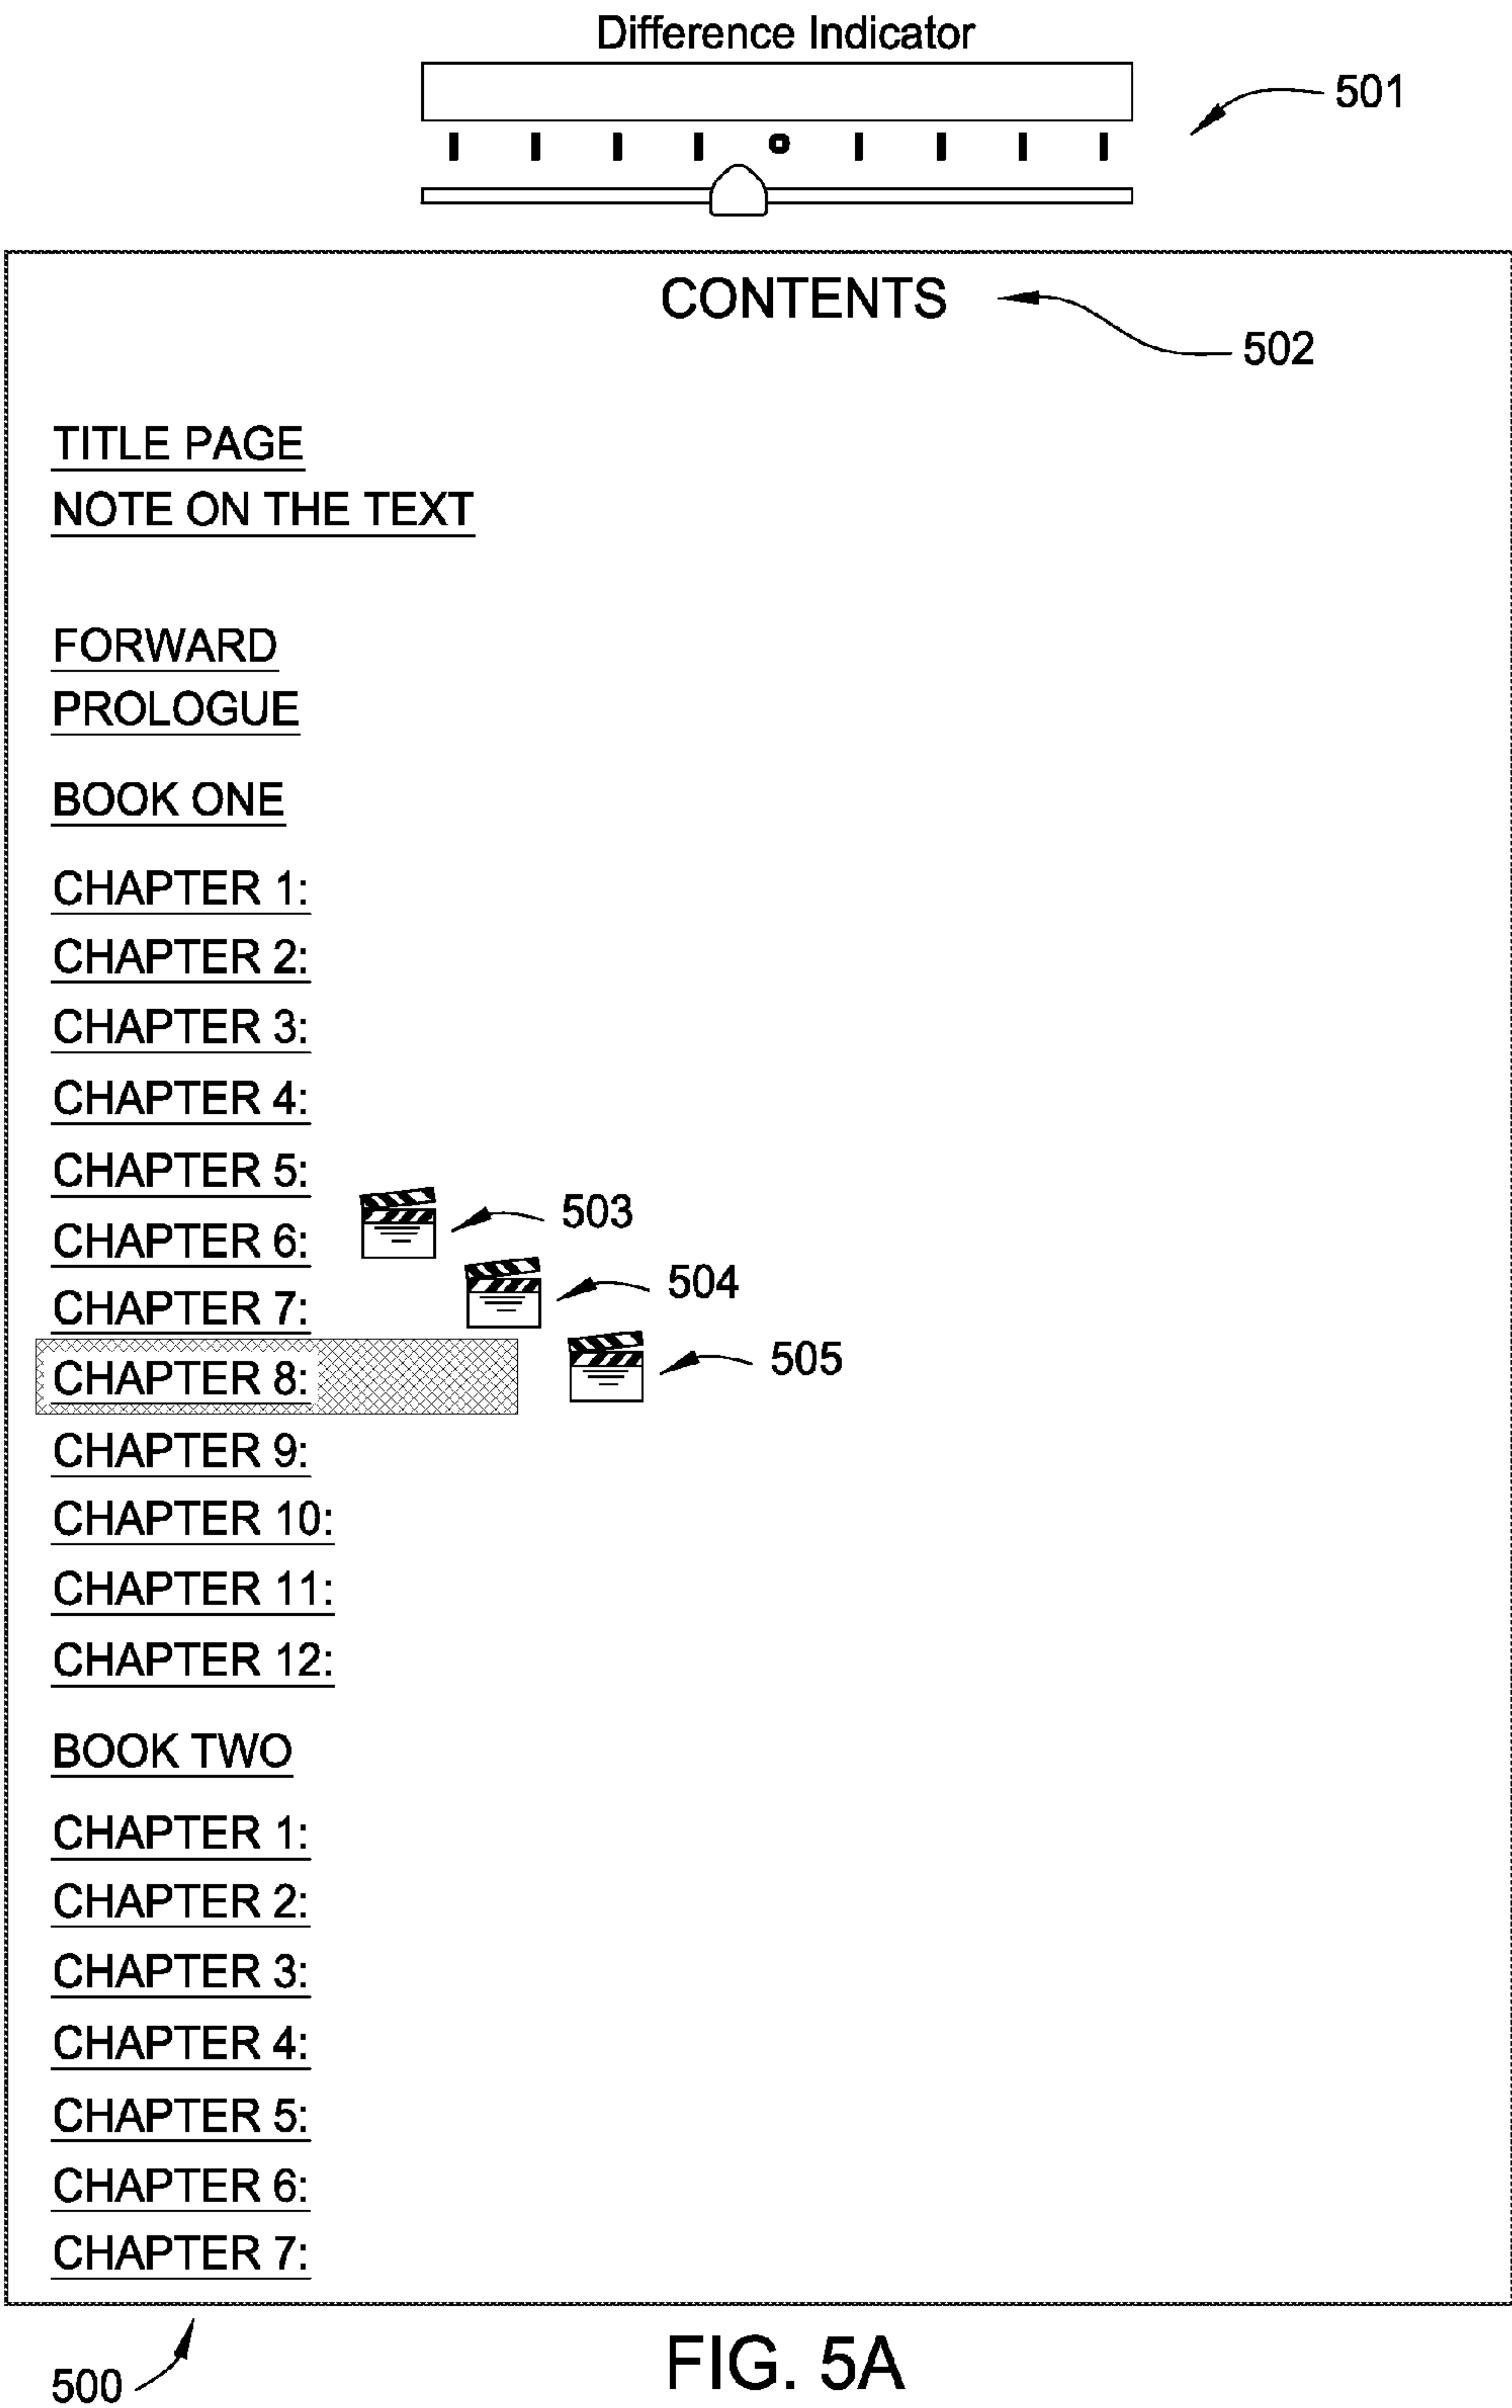 Difference Indicator
501
CONTENTS
502
TITLE PAGE
NOTE ON THE TEXT
FORWARD
PROLOGUE
BOOK ONE
CHAPTER 1:
CHAPTER 2:
CHAPTER 3:
CHAPTER 4:
CHAPTER 5:
503
CHAPTER 6:
504
CHAPTER 7:
505
CHAPTER 8:
CHAPTER 9:
CHAPTER 10:
CHAPTER 11:
CHAPTER 12:
BOOK TWO
CHAPTER 1:
CHAPTER 2:
CHAPTER 3:
CHAPTER 4:
CHAPTER 5:
CHAPTER 6:
CHAPTER 7:
500
FIG. 5A